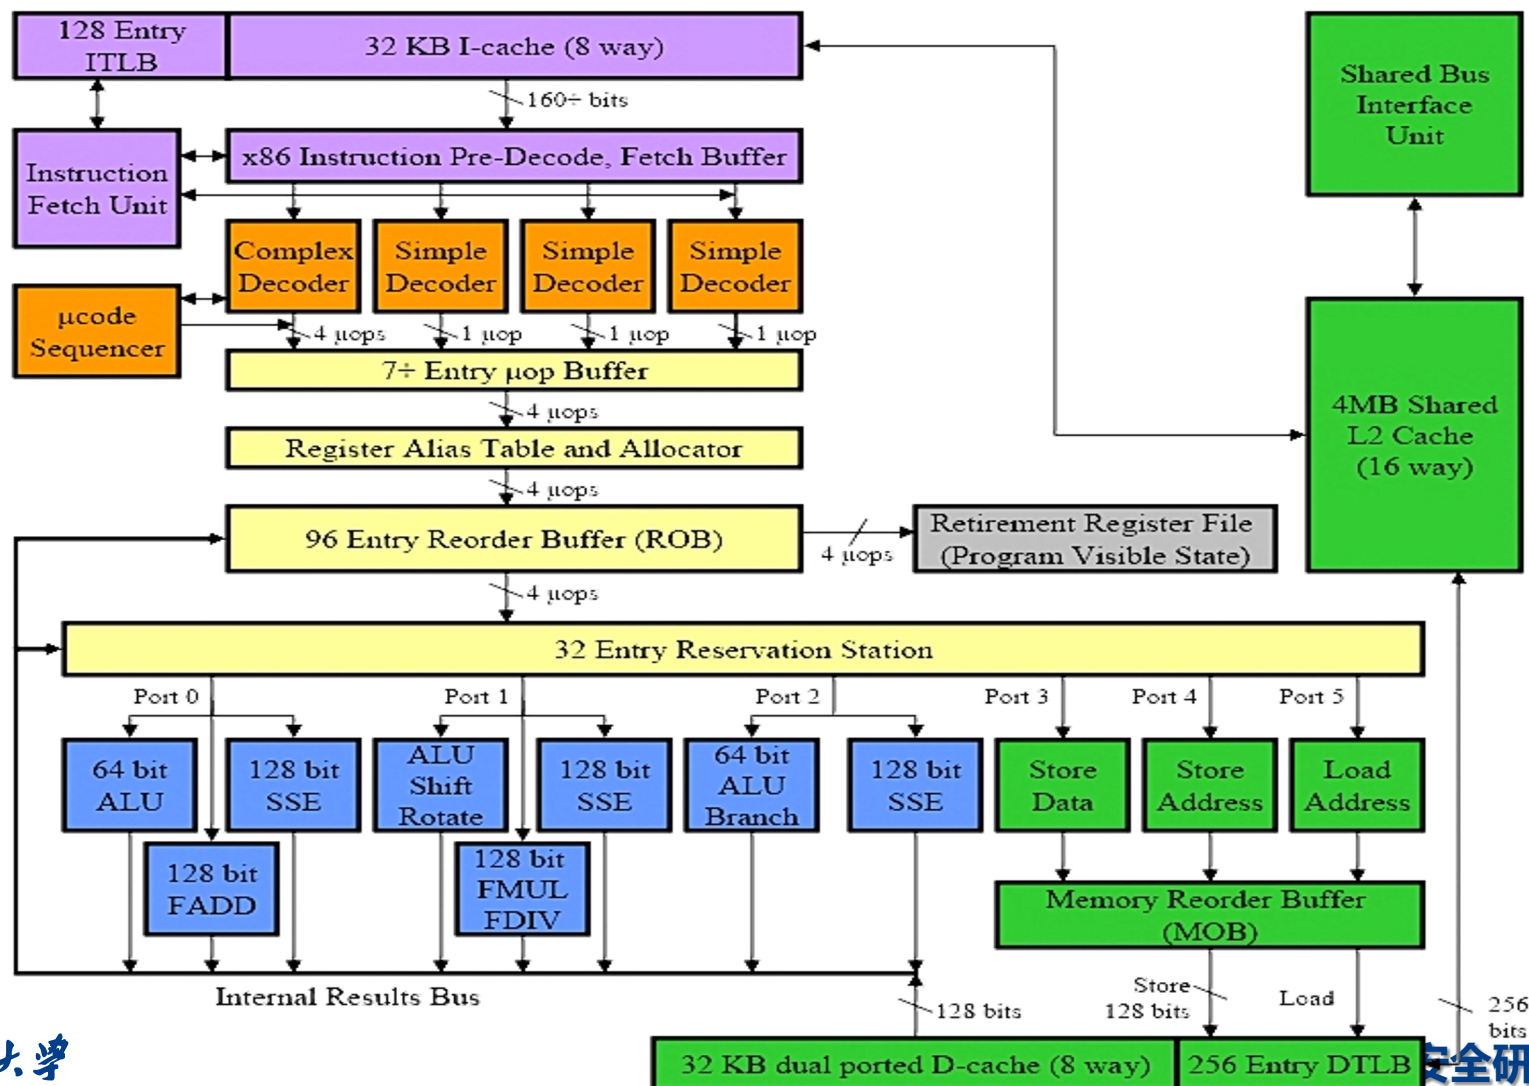 128 Entry
ITLB
32 KB I-cache (8 way)
Shared Bus
Interface
Unit
160÷ bits
Instruction
Fetch Unit
x86 Instruction Pre-Decode, Fetch Buffer
Complex
Decoder
Simple
Decoder
Simple
Decoder
Simple
Decoder
µcode
Sequencer
4 µops
1 µop
1 µop
1 µop
7÷ Entry µop Buffer
4 µops
Register Alias Table and Allocator
4 µops
4MB Shared
L2 Cache
(16 way)
96 Entry Reorder Buffer (ROB)
4 µops
Retirement Register File
(Program Visible State)
4 µops
32 Entry Reservation Station
Port 0
Port 1
Port 2
Port 3
Port 4
Port 5
64 bit
ALU
128 bit
SSE
ALU
Shift
Rotate
128 bit
SSE
64 bit
ALU
Branch
128 bit
SSE
Store
Data
Store
Address
Load
Address
128 bit
FADD
128 bit
FMUL
FDIV
Memory Reorder Buffer
(MOB)
Internal Results Bus
128 bits
Store
128 bits
Load
256
bits
32 KB dual ported D-cache (8 way)
256 Entry DTLB
大学
安全研